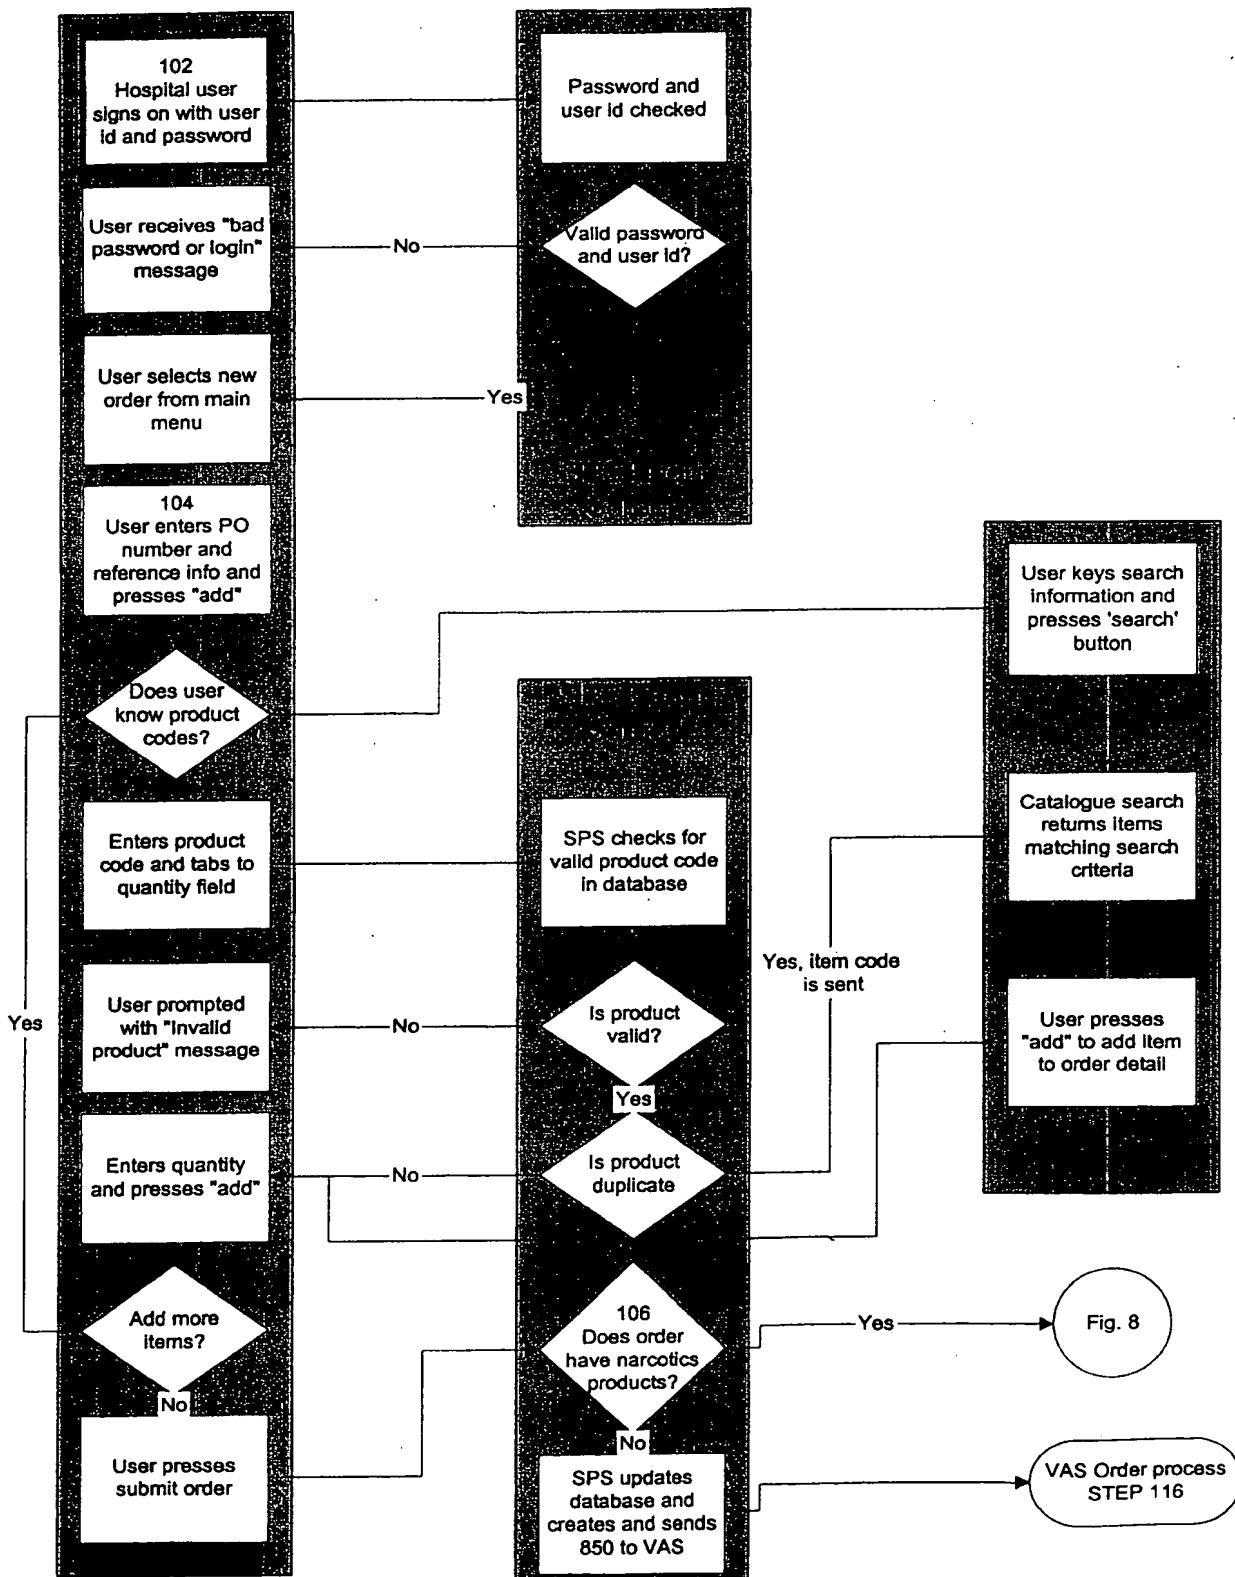 102
Hospital user
signs on with user
id and password
Password and
user id checked
User receives "bad
password or login"
message
No
Valid password
and user id?
User selects new
order from main
menu
Yes
104
User enters PO
number and
reference info and
presses "add"
User keys search
information and
presses 'search'
button
Does user
know product
codes?
Enters product
code and tabs to
quantity field
SPS checks for
valid product code
in database
Catalogue search
returns items
matching search
criteria
Yes, item code
is sent
Yes
User prompted
with "invalid
product" message
No
Is product
valid?
User presses
"add" to add item
to order detail
Yes
Enters quantity
and presses "add"
No
Is product
duplicate
Add more
items?
106
Does order
have narcotics
products?
Yes
Fig. 8
No
User presses
submit order
No
SPS updates
database and
creates and sends
850 to VAS
VAS Order process
STEP 116